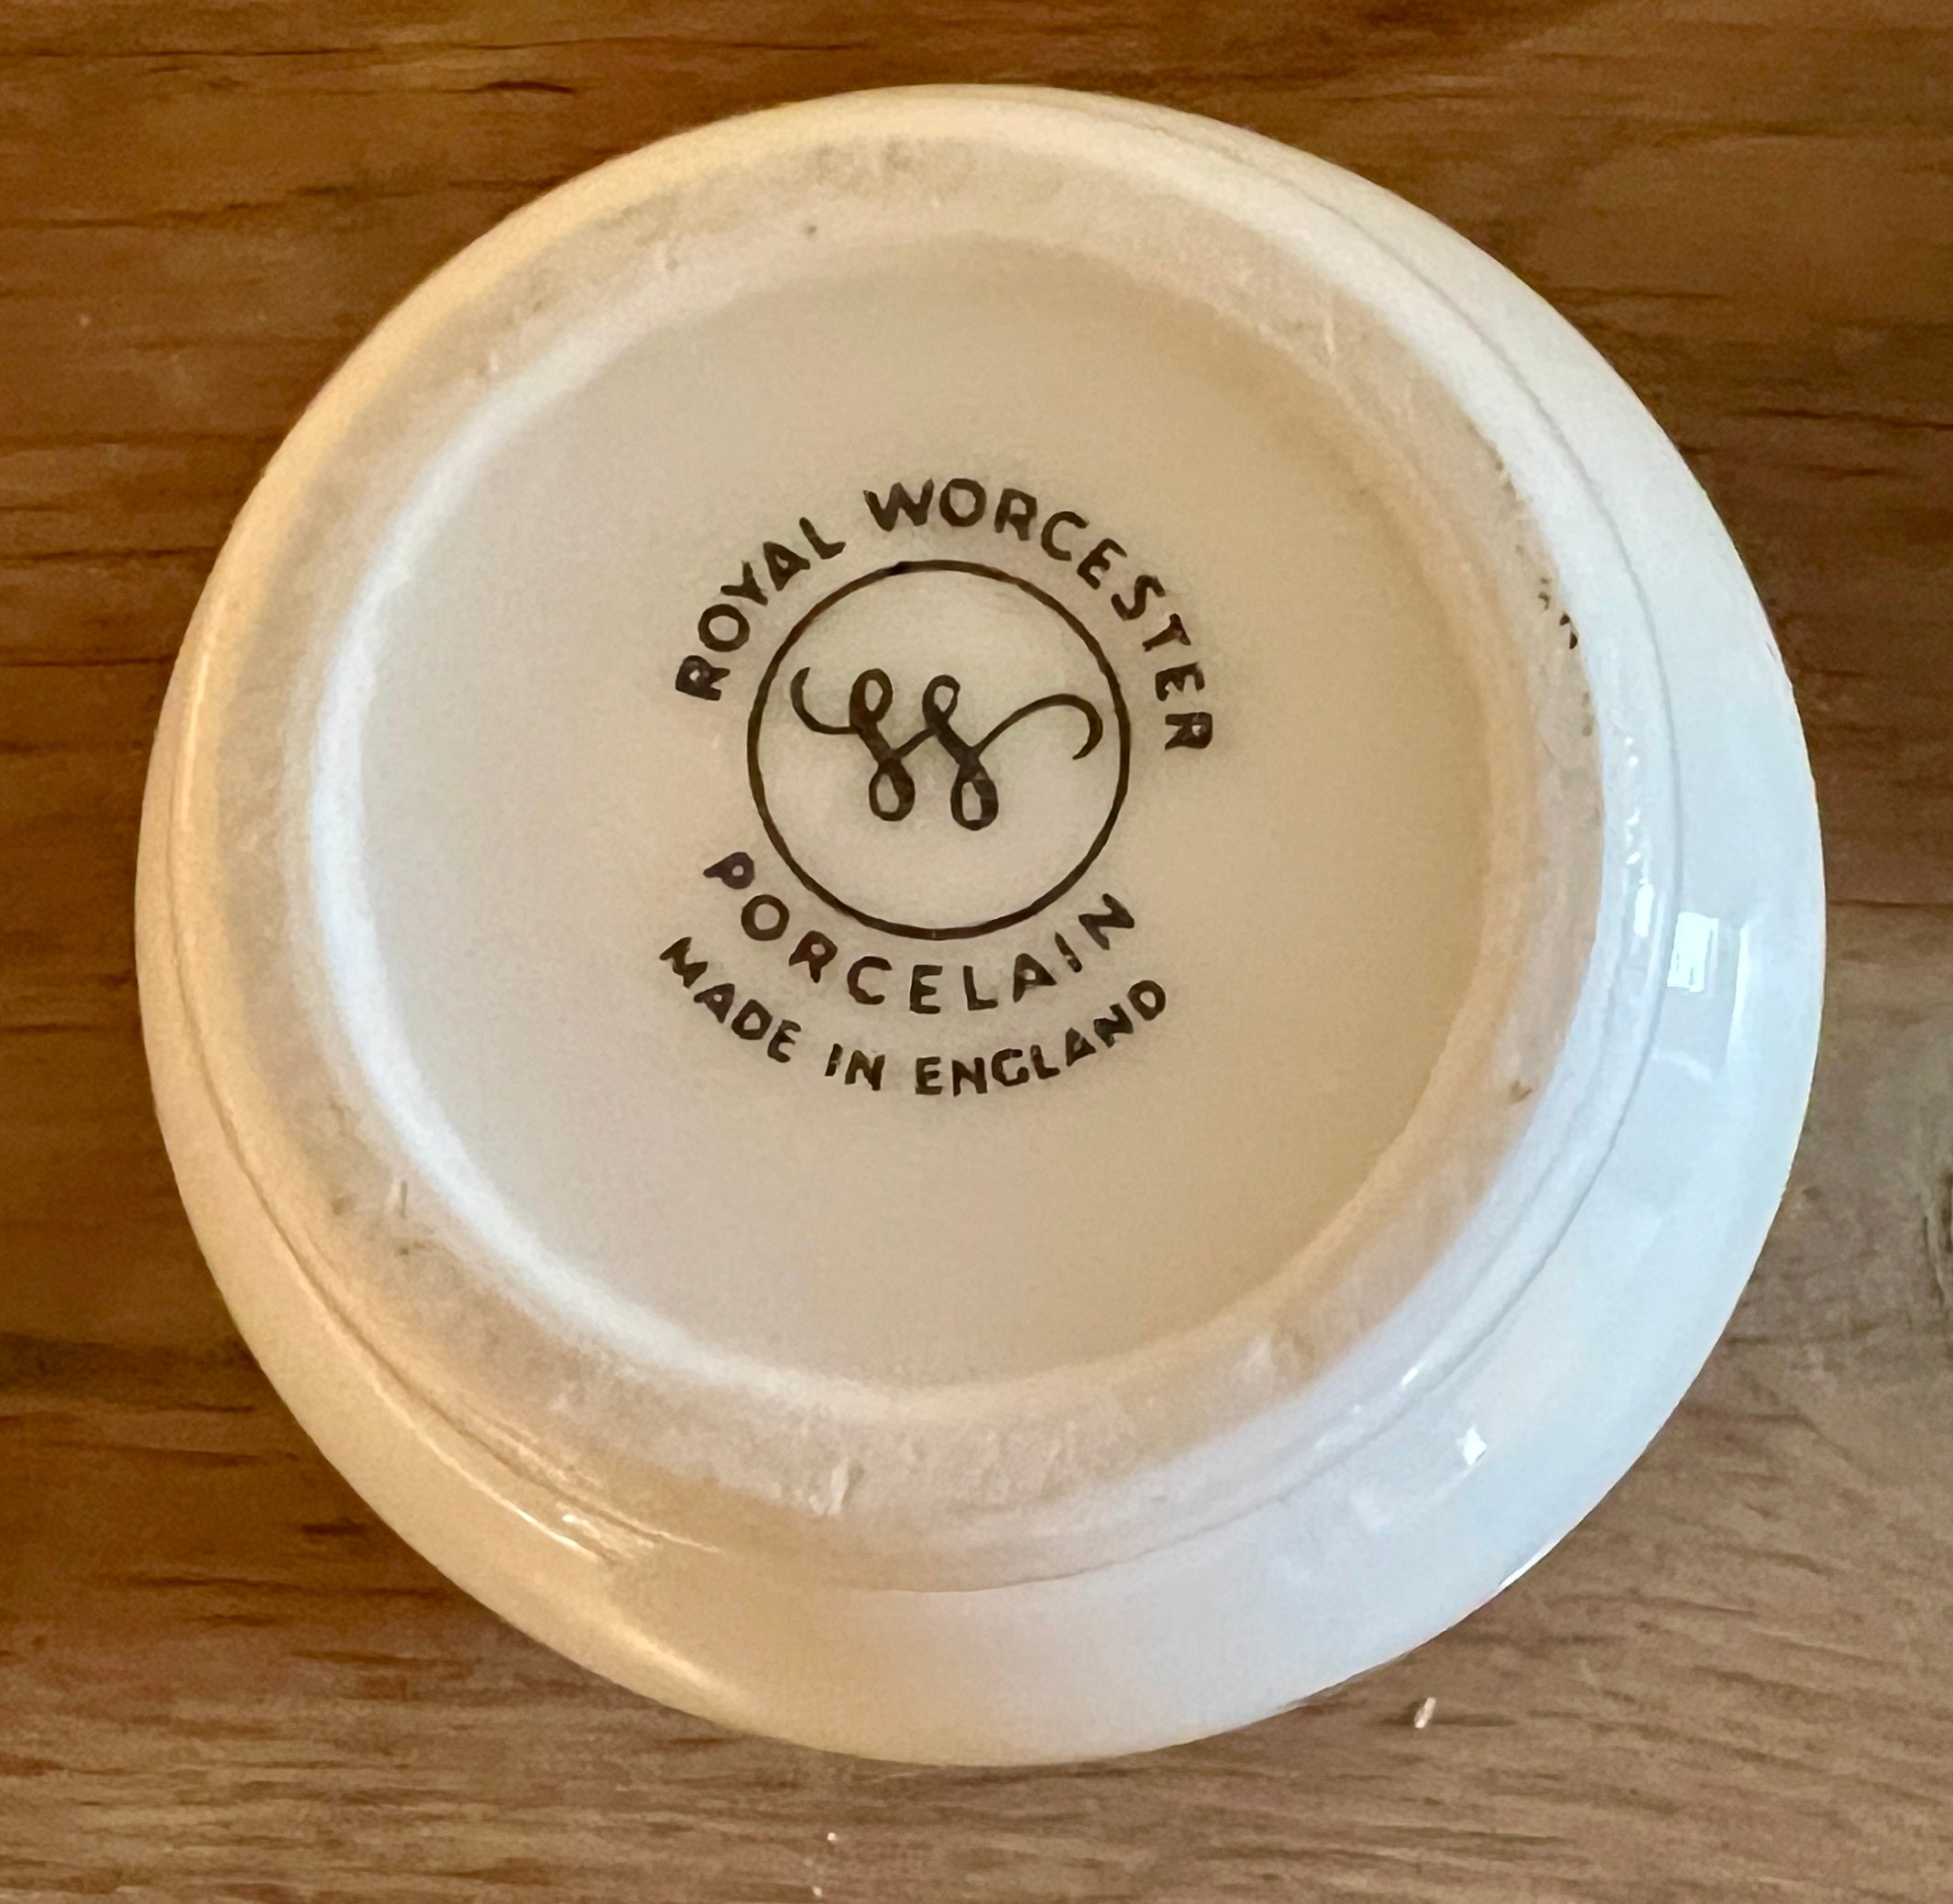 ROYAL WORCESTER
W
PORCELAIN
MADE IN ENGLAND